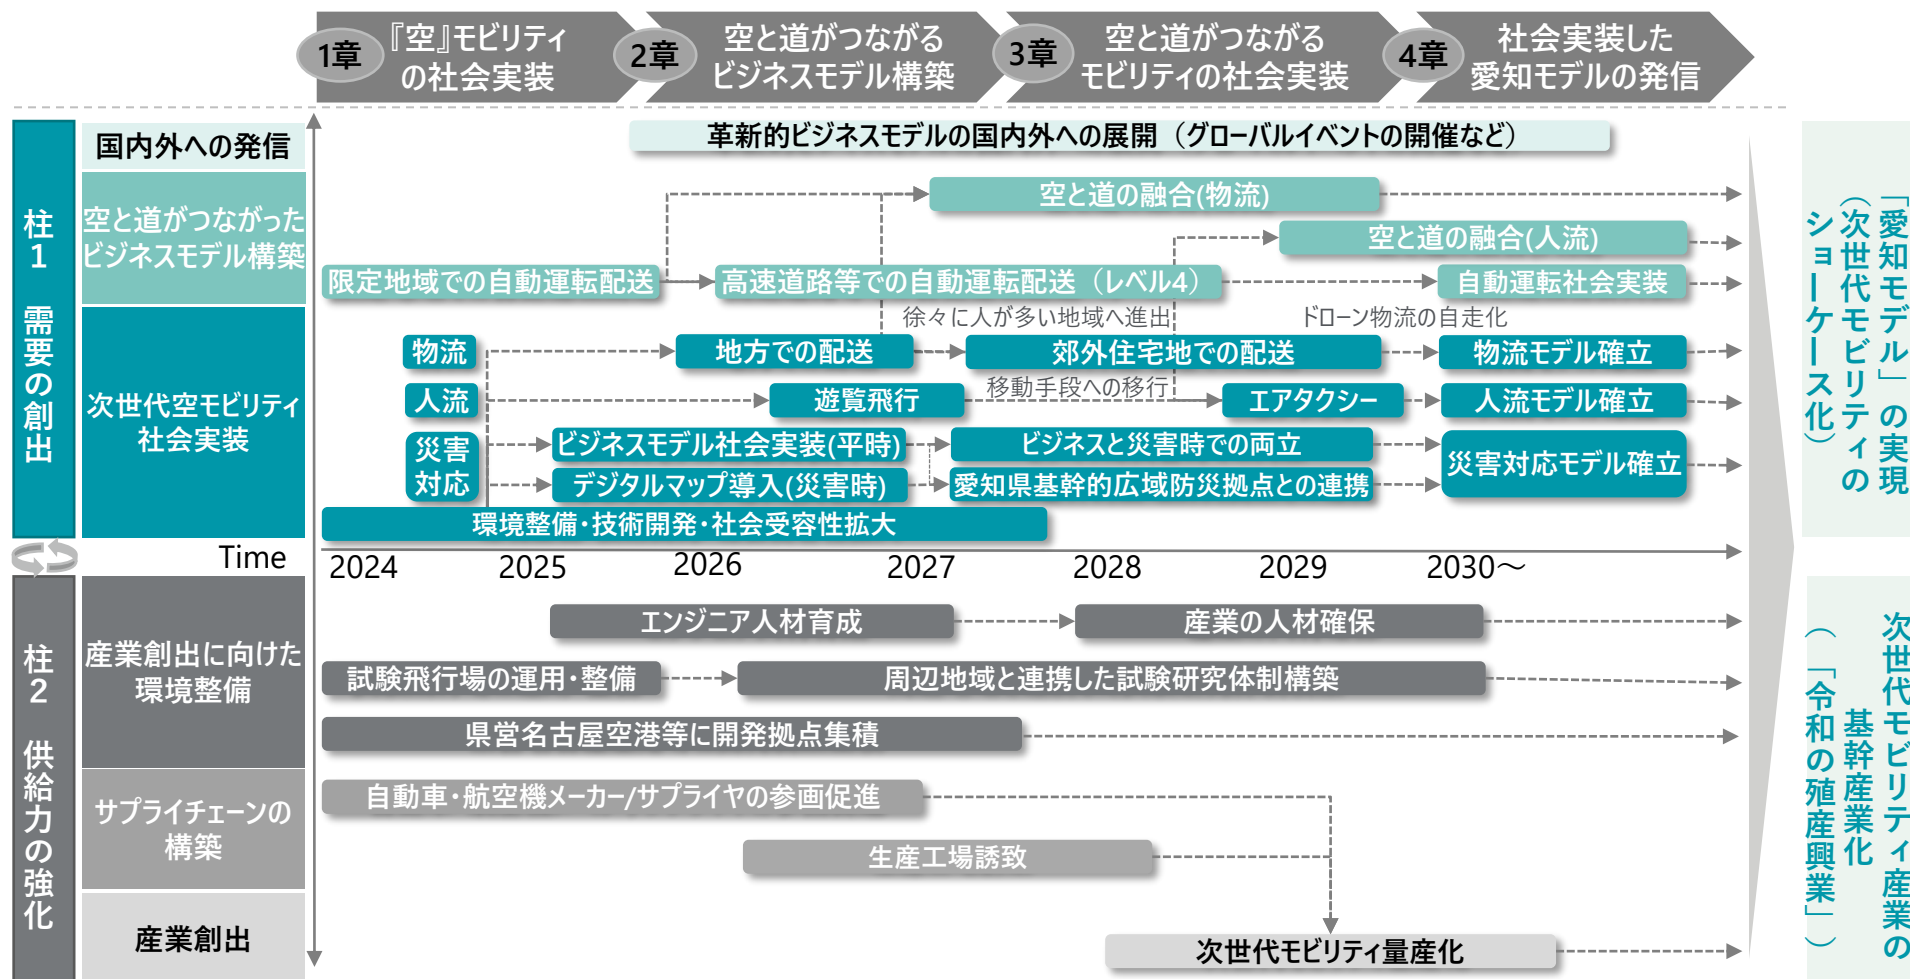 1章
『空』モビリティ
の社会実装
2章
空と道がつながる
ビジネスモデル構築
3章
空と道がつながる
モビリティの社会実装
4章
社会実装した
愛知モデルの発信
柱1 需要の創出
国内外への発信
革新的ビジネスモデルの国内外への展開（グローバルイベントの開催など）
空と道がつながった
ビジネスモデル構築
空と道の融合(物流)
空と道の融合(人流)
限定地域での自動運転配送
高速道路等での自動運転配送（レベル4）
自動運転社会実装
次世代空モビリティ
社会実装
徐々に人が多い地域へ進出
ドローン物流の自走化
物流
地方での配送
郊外住宅地での配送
物流モデル確立
移動手段への移行
人流
遊覧飛行
エアタクシー
人流モデル確立
災害
対応
ビジネスモデル社会実装(平時)
ビジネスと災害時での両立
デジタルマップ導入(災害時)
愛知県基幹的広域防災拠点との連携
災害対応モデル確立
環境整備・技術開発・社会受容性拡大
「愛知モデル」の実現
（次世代モビリティの
ショーケース化）
Time
2024
2025
2026
2027
2028
2029
2030～
柱2 供給力の強化
産業創出に向けた
環境整備
エンジニア人材育成
産業の人材確保
試験飛行場の運用・整備
周辺地域と連携した試験研究体制構築
県営名古屋空港等に開発拠点集積
サプライチェーンの
構築
自動車・航空機メーカー/サプライヤの参画促進
生産工場誘致
産業創出
次世代モビリティ量産化
次世代モビリティ産業の
基幹産業化
（「令和の殖産興業」）